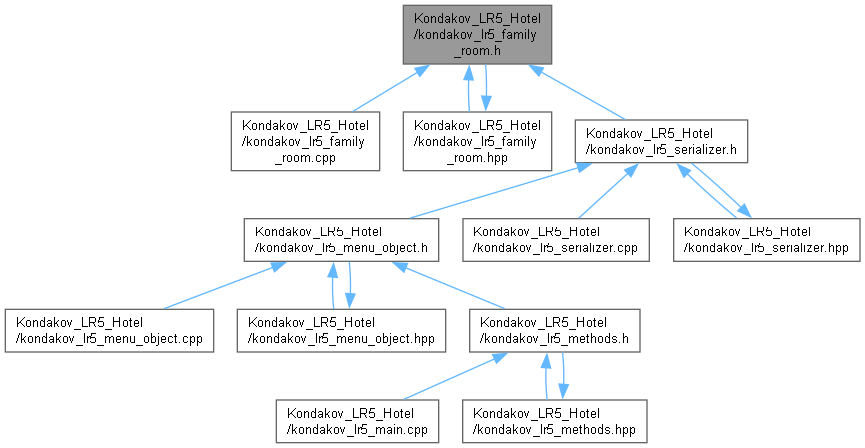 Kondakov_LR5_Hotel
/kondakov_lr5_family
_room.h
Kondakov_LR5_Hotel
/kondakov_lr5_family
_room.cpp
Kondakov_LR5_Hotel
/kondakov_lr5_family
_room.hpp
Kondakov_LR5_Hotel
/kondakov_lr5_serializer.h
Kondakov_LR5_Hotel
/kondakov_lr5_menu_object.h
Kondakov_LR5_Hotel
/kondakov_lr5_serializer.cpp
Kondakov_LR5_Hotel
/kondakov_lr5_serializer.hpp
Kondakov_LR5_Hotel
/kondakov_lr5_menu_object.cpp
Kondakov_LR5_Hotel
/kondakov_lr5_menu_object.hpp
Kondakov_LR5_Hotel
/kondakov_lr5_methods.h
Kondakov_LR5_Hotel
/kondakov_lr5_main.cpp
Kondakov_LR5_Hotel
/kondakov_lr5_methods.hpp